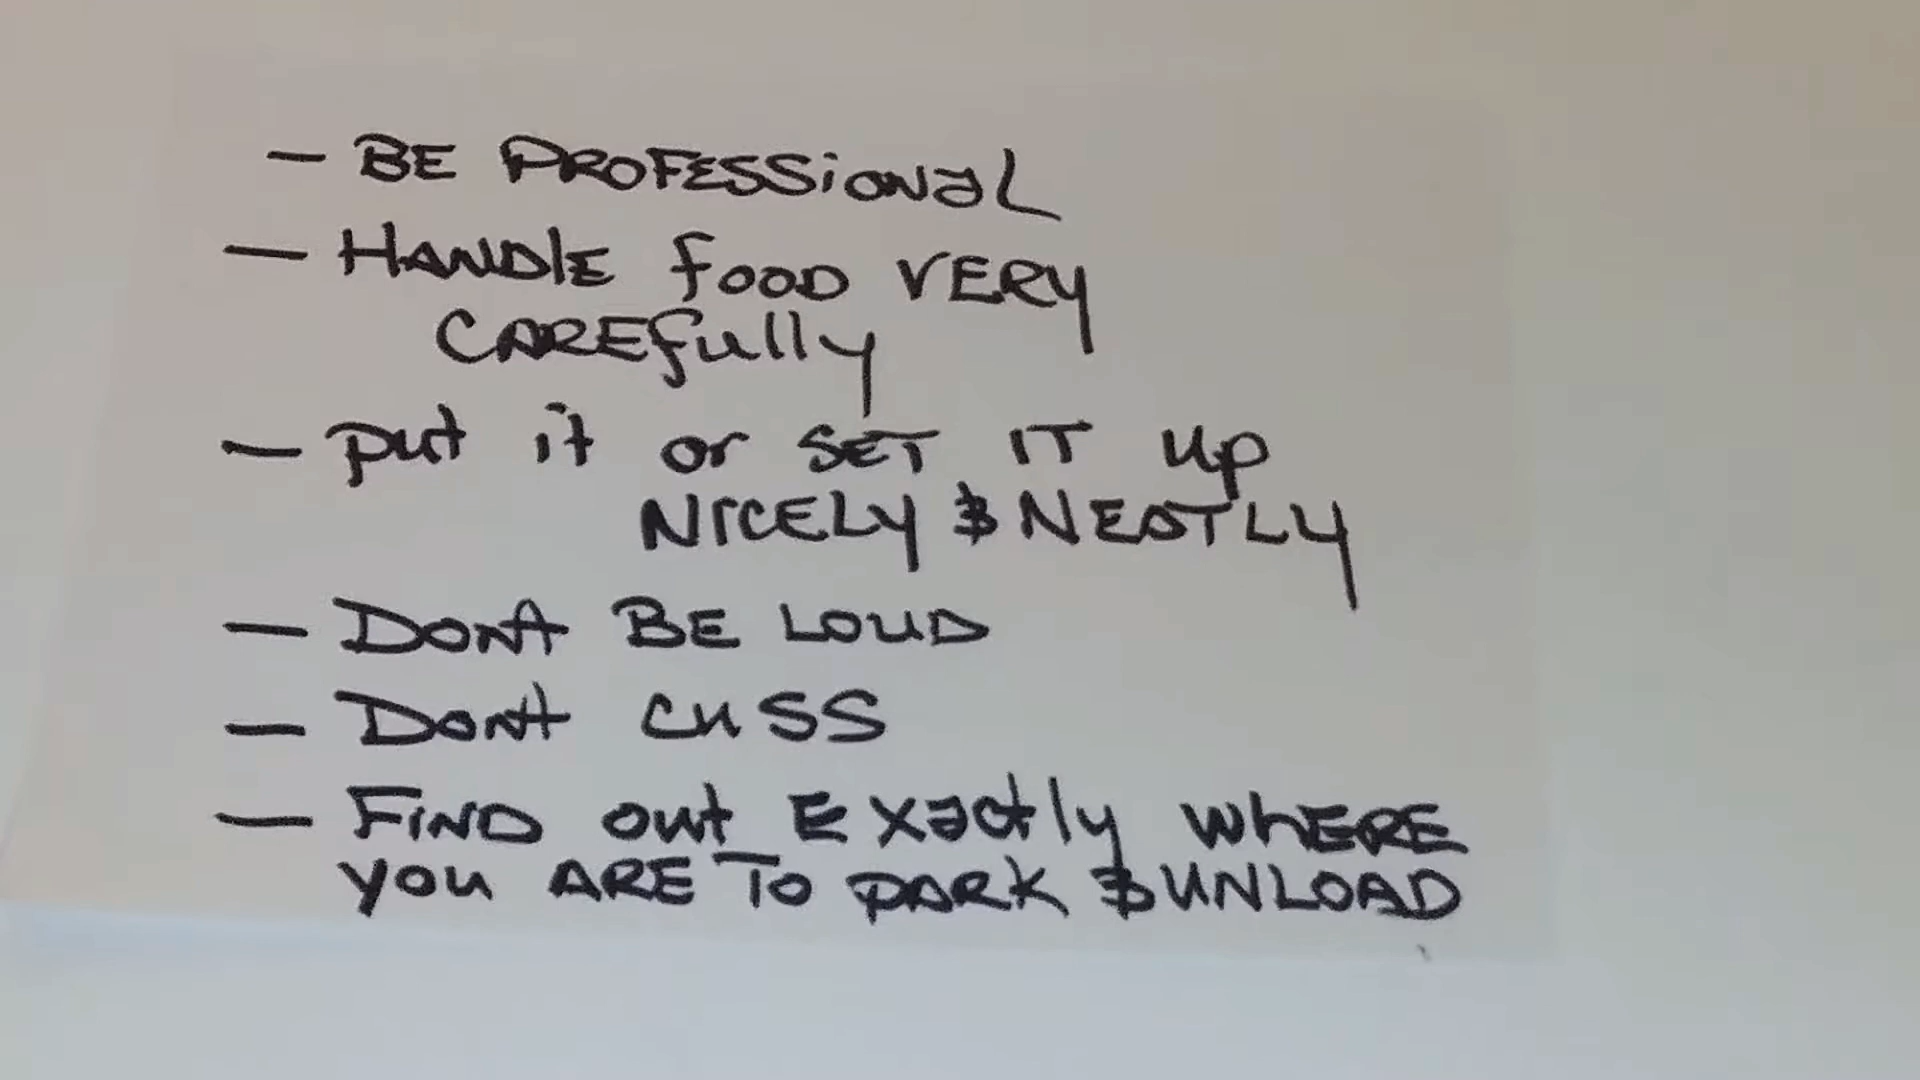 - BE PROFESSioNaL
- HANDlE fooD VERY
CAREfully
- put it or SET IT up
NICELY & NEATLY
- DONt BE LOUD
- DoNt CuSS
- FiND out Exactly WhERE
you ARE To PARK & UNLOAD